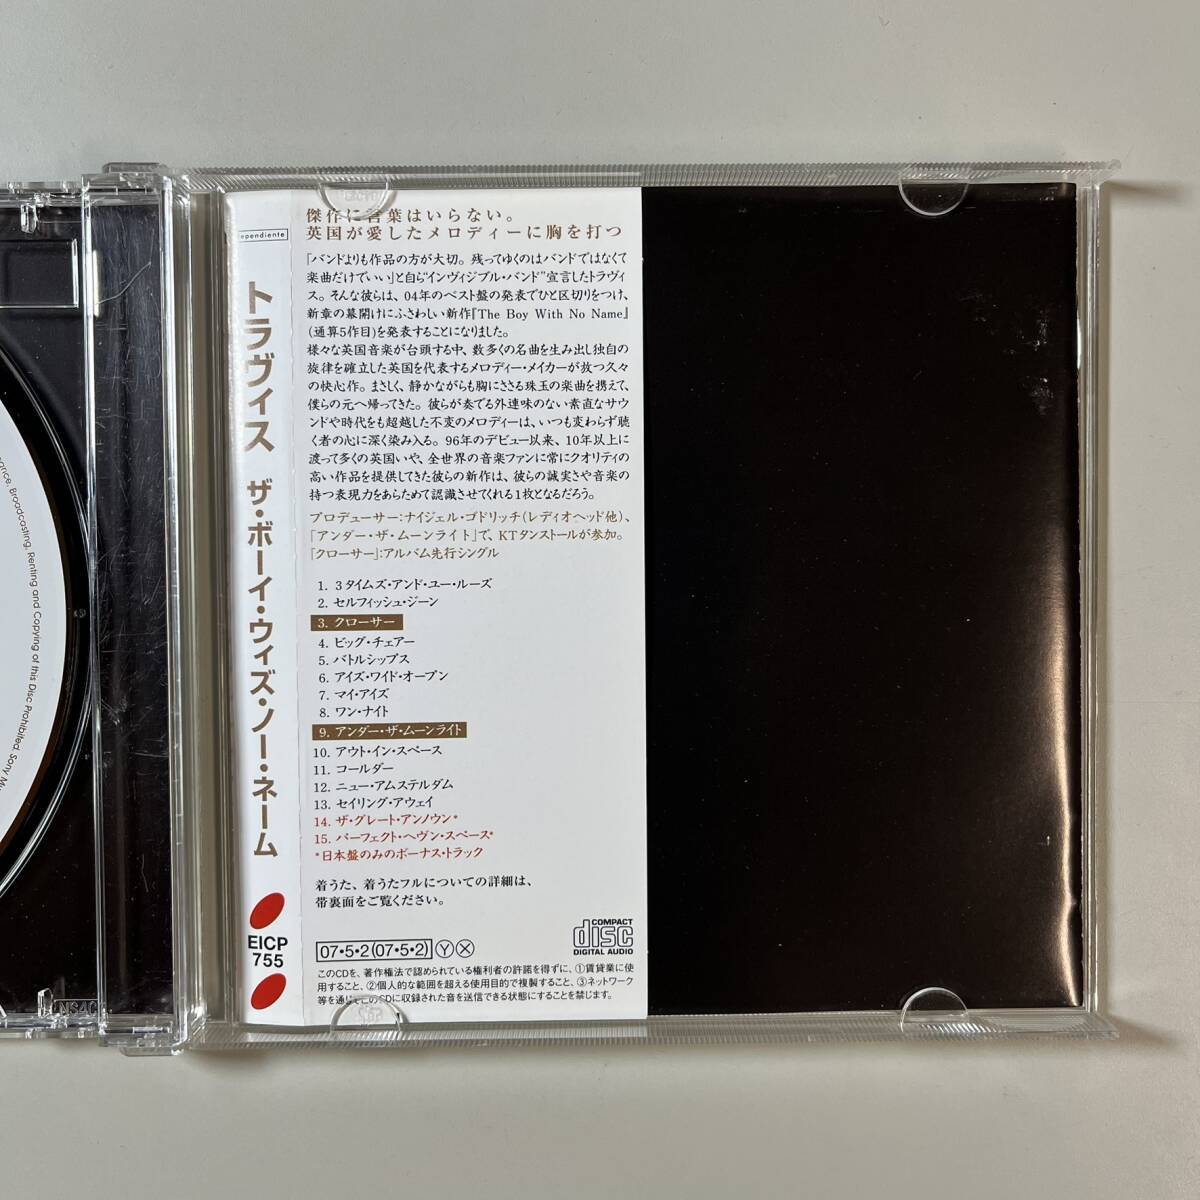 ependiente
トラヴィス ザ・ボーイ・ウィズ・ノー・ネーム
EICP
755
傑作に言葉はいらない。
英国が愛したメロディーに胸を打つ
「バンドよりも作品の方が大切。残ってゆくのはバンドではなくて
楽曲だけでいい」と自ら“インヴィジブル・バンド”宣言したトラヴィ
ス。そんな彼らは、04年のベスト盤の発表でひと区切りをつけ、
新章の幕開けにふさわしい新作『The Boy With No Name』
(通算5作目)を発表することになりました。
様々な英国音楽が台頭する中、数多くの名曲を生み出し独自の
旋律を確立した英国を代表するメロディー・メイカーが放つ久々
の快心作。まさしく、静かながらも胸にささる珠玉の楽曲を携えて、
僕らの元へ帰ってきた。彼らが奏でる外連味のない素直なサウ
ンドや時代をも超越した不変のメロディーは、いつも変わらず聴
く者の心に深く染み入る。96年のデビュー以来、10年以上に
渡って多くの英国いや、全世界の音楽ファンに常にクオリティの
高い作品を提供してきた彼らの新作は、彼らの誠実さや音楽の
持つ表現力をあらためて認識させてくれる1枚となるだろう。
プロデューサー:ナイジェル・ゴドリッチ(レディオヘッド他)、
「アンダー・ザ・ムーンライト」で、KTタンストールが参加。
「クローサー」:アルバム先行シングル
1. 3タイムズ・アンド・ユー・ルーズ
2. セルフィッシュ・ジーン
3. クローサー
4. ビッグ・チェアー
5. バトルシップス
6. アイズ・ワイド・オープン
7. マイ・アイズ
8. ワン・ナイト
9. アンダー・ザ・ムーンライト
10. アウト・イン・スペース
11. コールダー
12. ニュー・アムステルダム
13. セイリング・アウェイ
14. ザ・グレート・アンノウン*
15. パーフェクト・ヘヴン・スペース*
*日本盤のみのボーナス・トラック
着うた、着うたフルについての詳細は、
帯裏面をご覧ください。
07・5・2(07・5・2) Ⓨ Ⓧ
COMPACT
disc
DIGITAL AUDIO
このCDを、著作権法で認められている権利者の許諾を得ずに、①賃貸業に使
用すること、②個人的な範囲を超える使用目的で複製すること、③ネットワーク
等を通じてこのCDに収録された音を送信できる状態にすることを禁じます。
ance, Broadcasting, Renting and Copying of this Disc Prohibited. Sony Mu